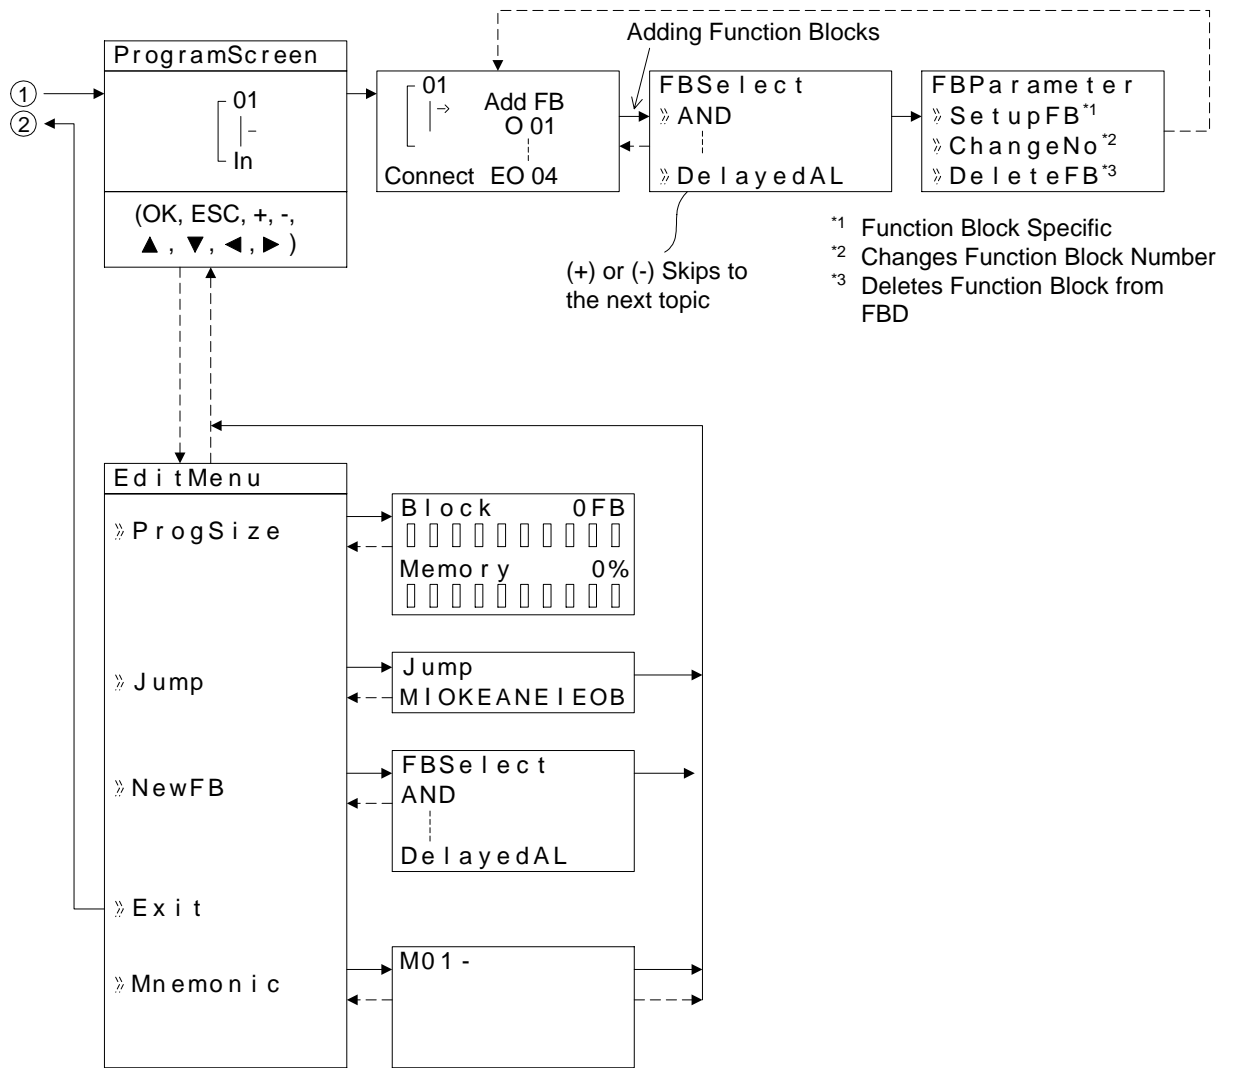 Adding Function Blocks
ProgramScreen
01
In
(OK, ESC, +, -,
▲ , ▼, ◄, ► )
1
2
01
Add FB
O 01
Connect EO 04
FBSelect
» AND
» DelayedAL
FBParameter
» SetupFB*1
» ChangeNo*2
» DeleteFB*3
(+) or (-) Skips to
the next topic
*1 Function Block Specific
*2 Changes Function Block Number
*3 Deletes Function Block from
FBD
EditMenu
» ProgSize
» Jump
» NewFB
» Exit
» Mnemonic
Block 0FB
Memory 0%
Jump
MIOKEANEIEOB
FBSelect
AND
DelayedAL
M01-